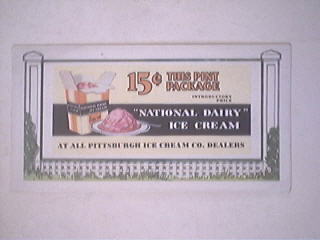 15¢ THIS PINT
PACKAGE
INTRODUCTORY
PRICE
"NATIONAL DAIRY"
ICE CREAM
AT ALL PITTSBURGH ICE CREAM CO. DEALERS